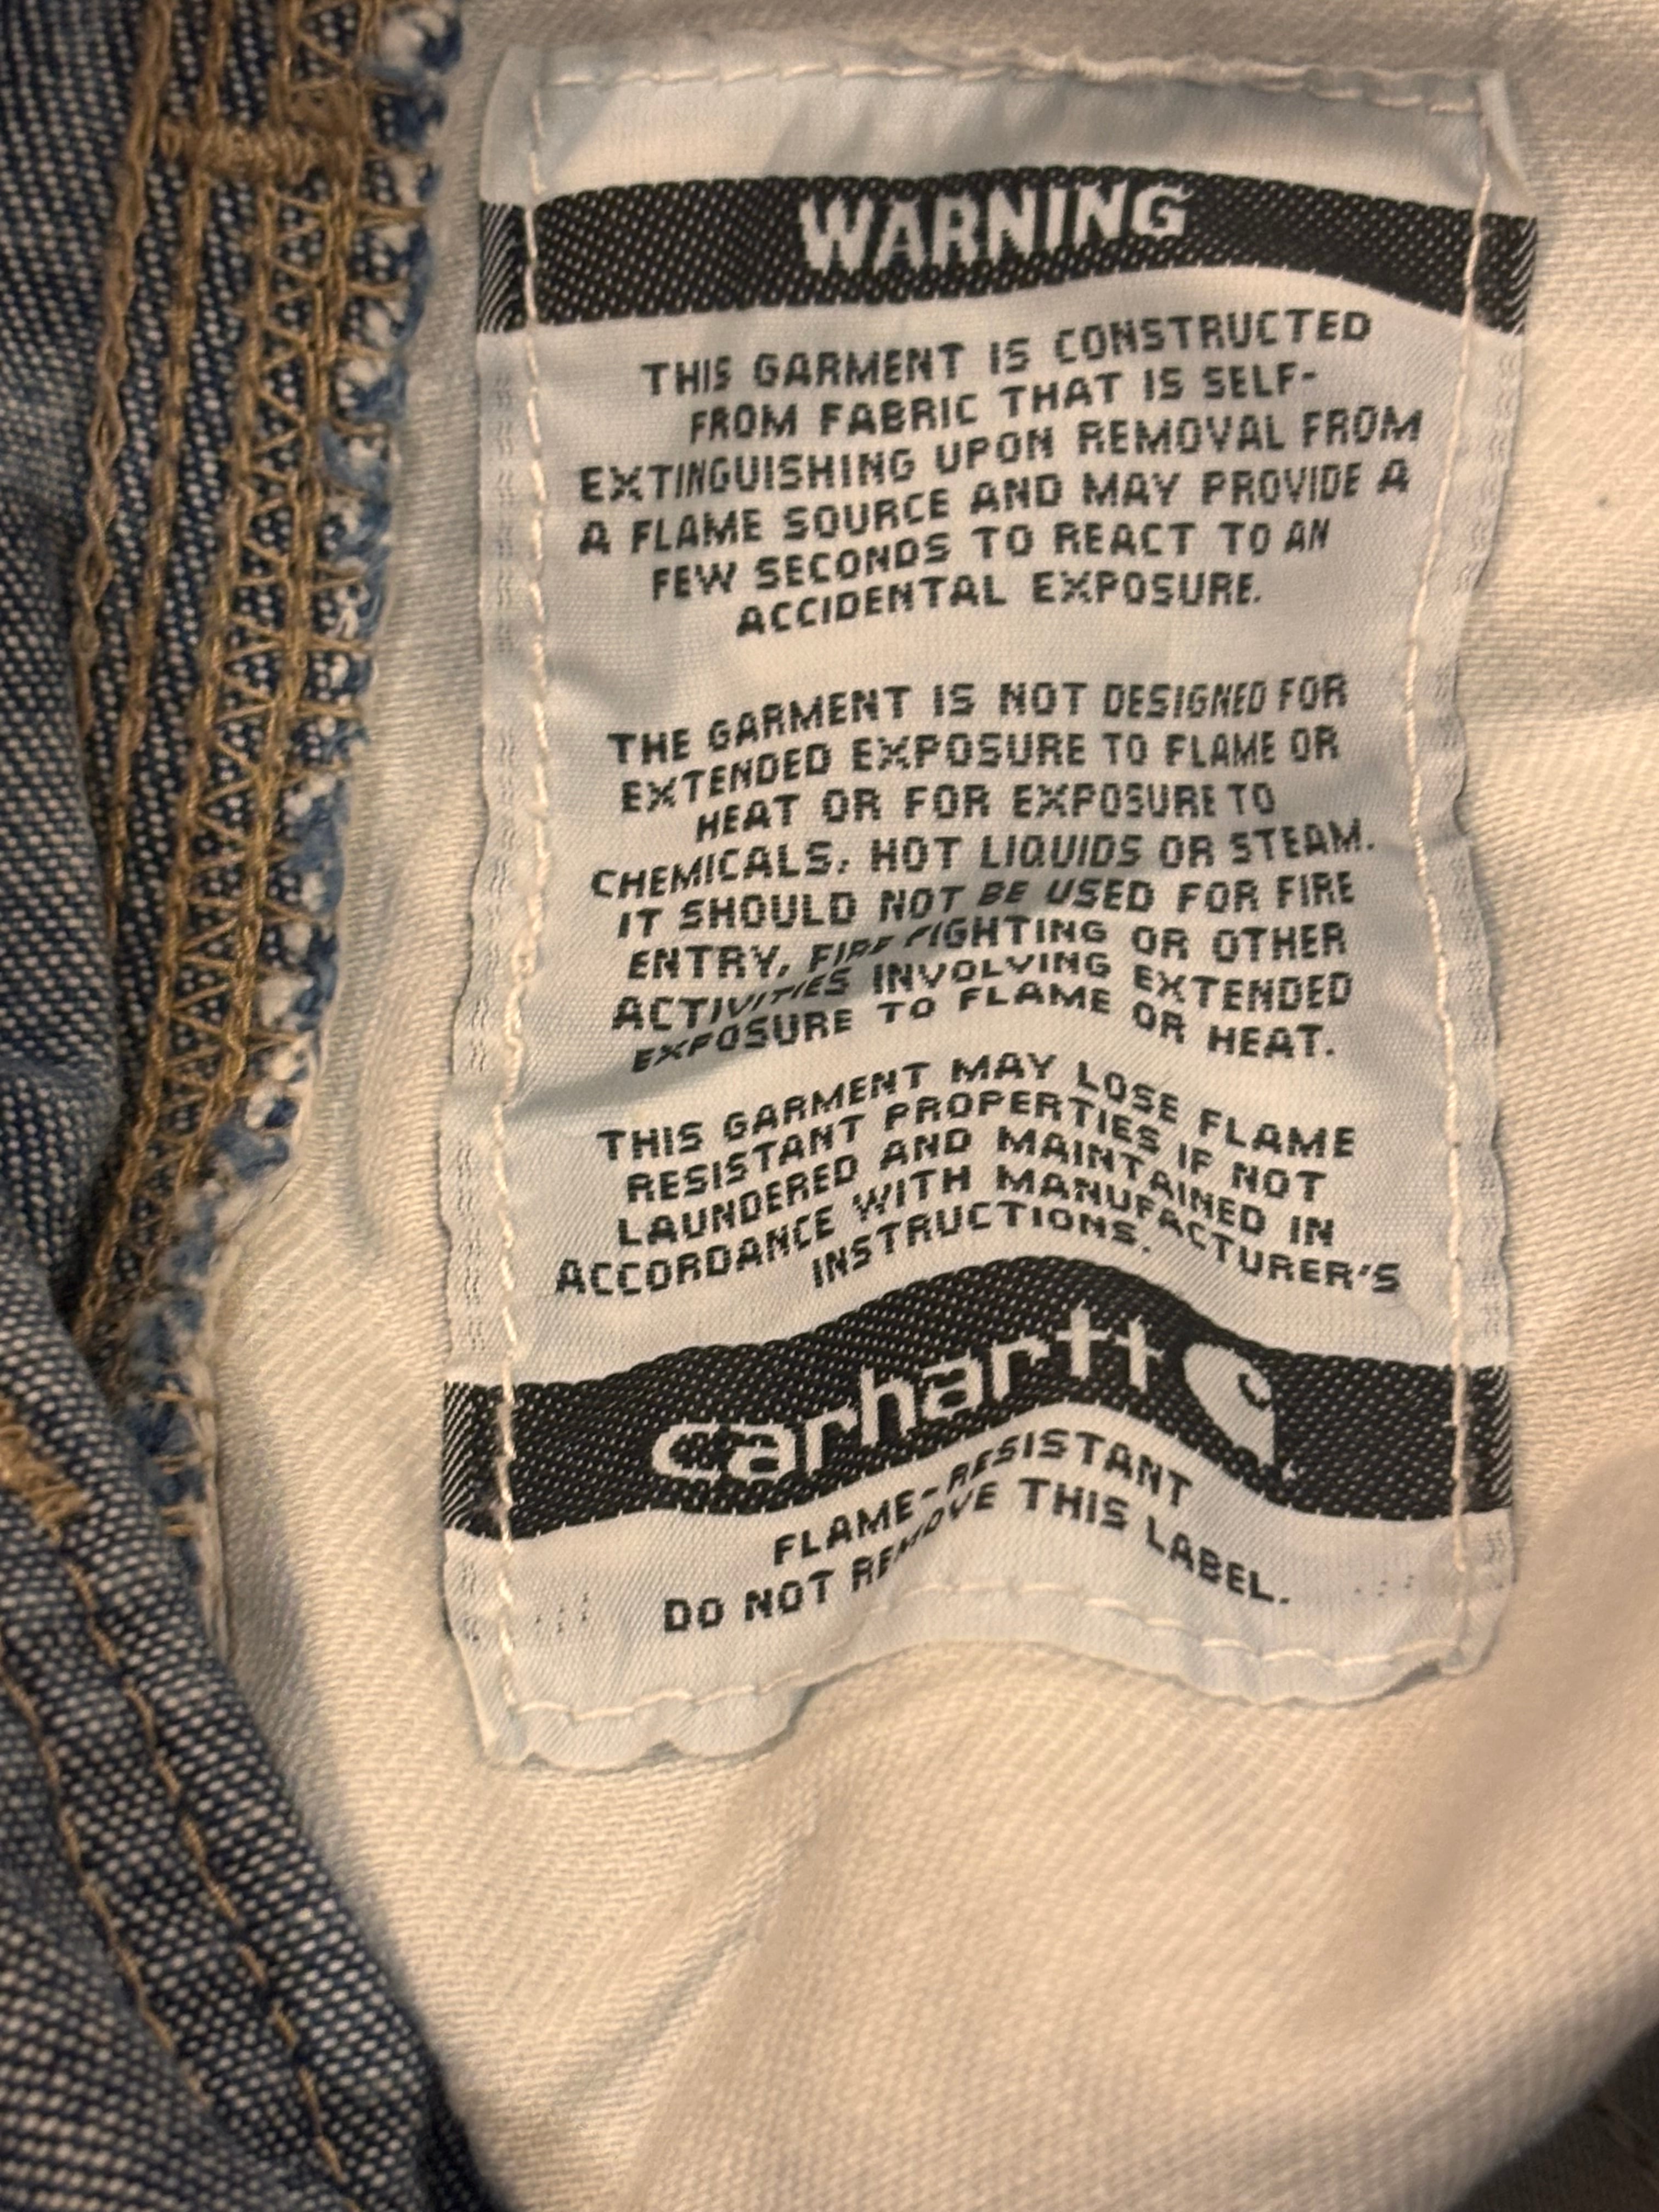 WARNING
THIS GARMENT IS CONSTRUCTED
FROM FABRIC THAT IS SELF-
EXTINGUISHING UPON REMOVAL FROM
A FLAME SOURCE AND MAY PROVIDE A
FEW SECONDS TO REACT TO AN
ACCIDENTAL EXPOSURE.
THE GARMENT IS NOT DESIGNED FOR
EXTENDED EXPOSURE TO FLAME OR
HEAT OR FOR EXPOSURE TO
CHEMICALS, HOT LIQUIDS OR STEAM.
IT SHOULD NOT BE USED FOR FIRE
ENTRY, FIRE FIGHTING OR OTHER
ACTIVITIES INVOLVING EXTENDED
EXPOSURE TO FLAME OR HEAT.
THIS GARMENT MAY LOSE FLAME
RESISTANT PROPERTIES IF NOT
LAUNDERED AND MAINTAINED IN
ACCORDANCE WITH MANUFACTURER'S
INSTRUCTIONS.
carhartt
FLAME-RESISTANT
DO NOT REMOVE THIS LABEL.